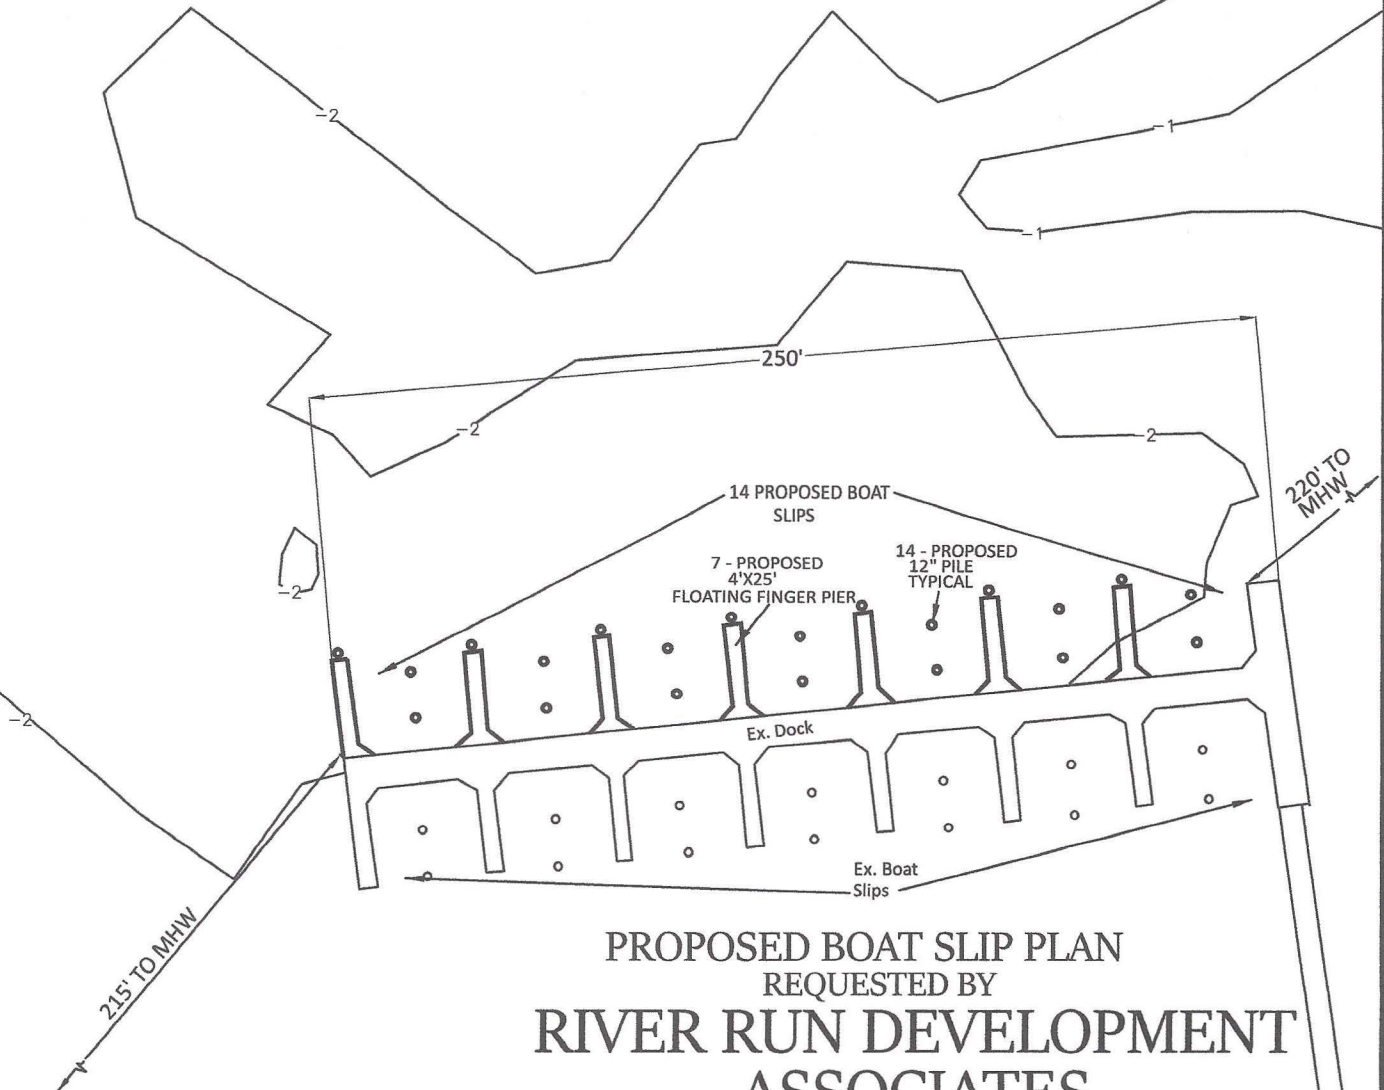 −2
−1
−1
250'
−2
−2
220' TO
MHW
14 PROPOSED BOAT
SLIPS
7 - PROPOSED
4'X25'
FLOATING FINGER PIER
14 - PROPOSED
12" PILE
TYPICAL
−2
−2
Ex. Dock
Ex. Boat
Slips
215' TO MHW
PROPOSED BOAT SLIP PLAN
REQUESTED BY
RIVER RUN DEVELOPMENT
ASSOCIATES